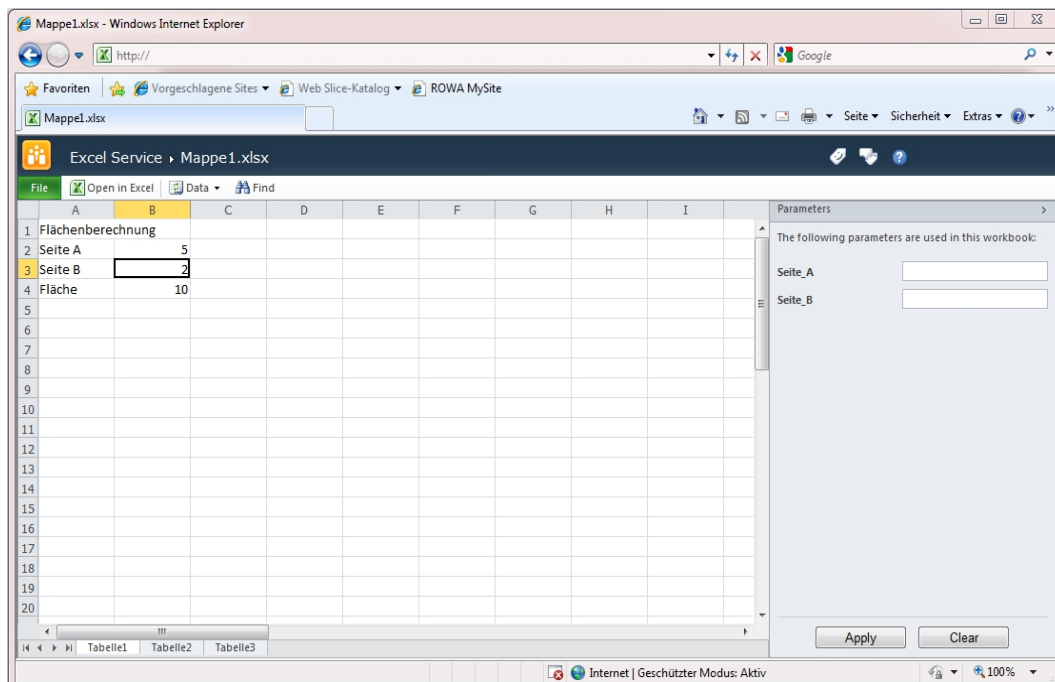 Mappe1.xlsx - Windows Internet Explorer
http://
Google
Favoriten Vorgeschlagene Sites Web Slice-Katalog ROWA MySite
Mappe1.xlsx Seite Sicherheit Extras
Excel Service Mappe1.xlsx
File Open in Excel Data Find
A B C D E F G H I
Parameters
The following parameters are used in this workbook:
Seite_A
Seite_B
1 Flächenberechnung
2 Seite A 5
3 Seite B 2
4 Fläche 10
5
6
7
8
9
10
11
12
13
14
15
16
17
18
19
20
Apply Clear
Tabelle1 Tabelle2 Tabelle3
Internet | Geschützter Modus: Aktiv 100%